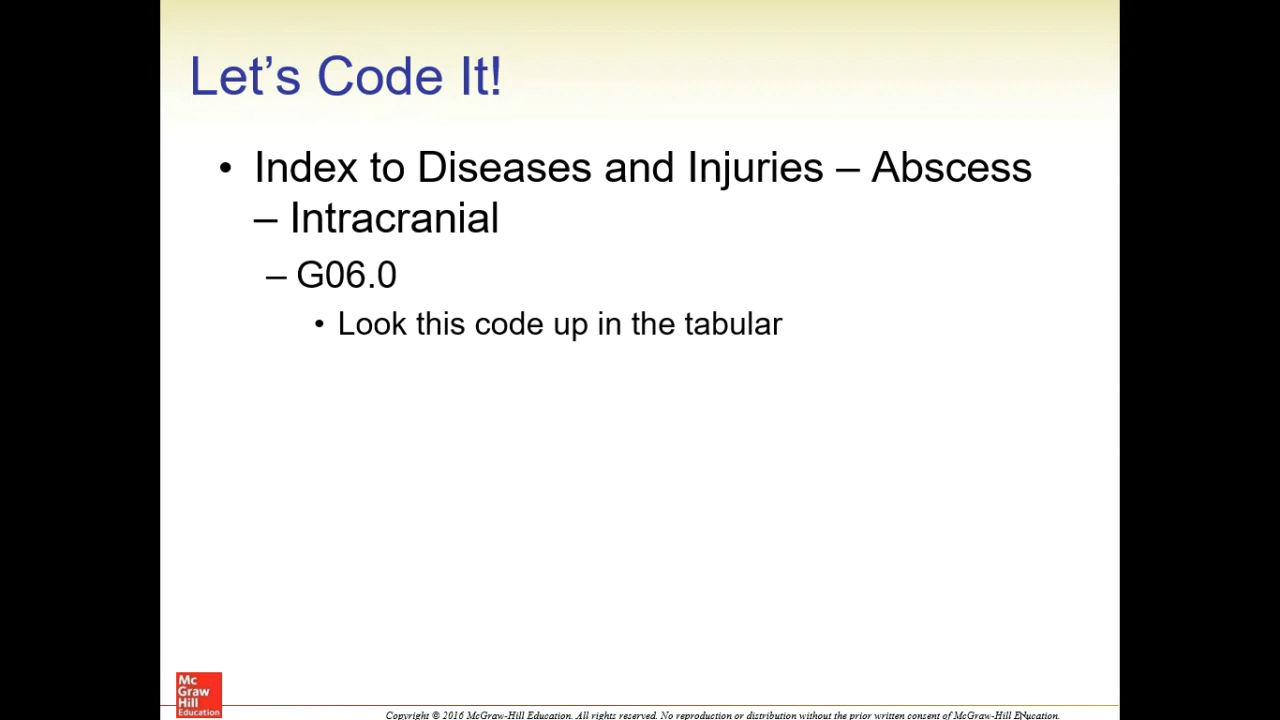 Let’s Code It!
• Index to Diseases and Injuries – Abscess
– Intracranial
– G06.0
• Look this code up in the tabular
Mc
Graw
Hill
Education
Copyright © 2016 McGraw-Hill Education. All rights reserved. No reproduction or distribution without the prior written consent of McGraw-Hill Education.